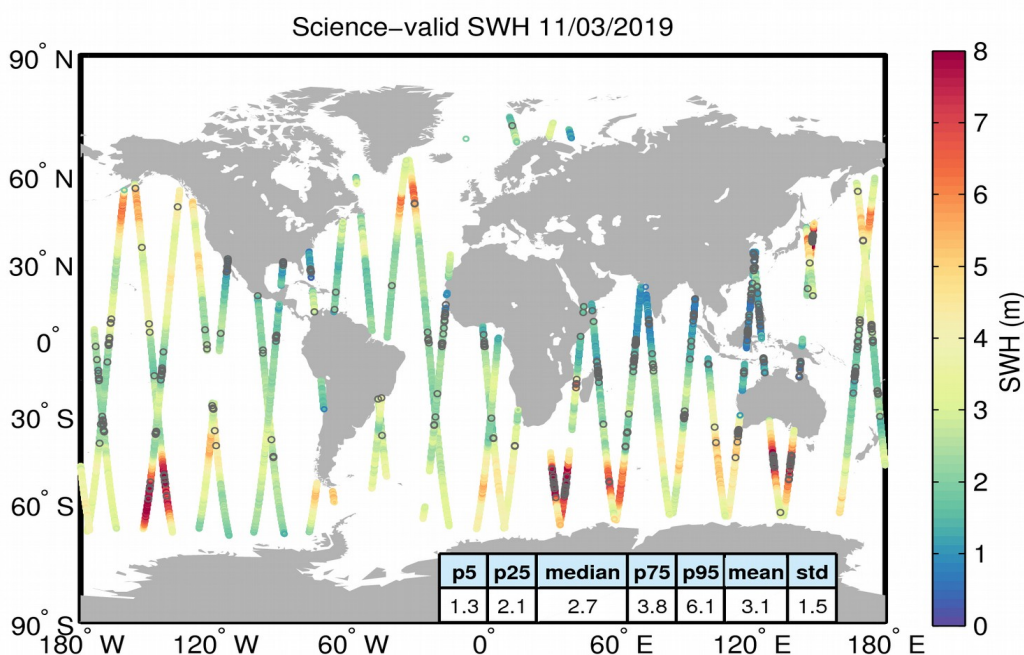 Science−valid SWH 11/03/2019
90° N
60° N
30° N
0°
30° S
60° S
90° S
180° W
120° W
60° W
0°
60° E
120° E
180° E
p5 p25 median p75 p95 mean std
1.3 2.1 2.7 3.8 6.1 3.1 1.5
8
7
6
5
4
3
2
1
0
SWH (m)